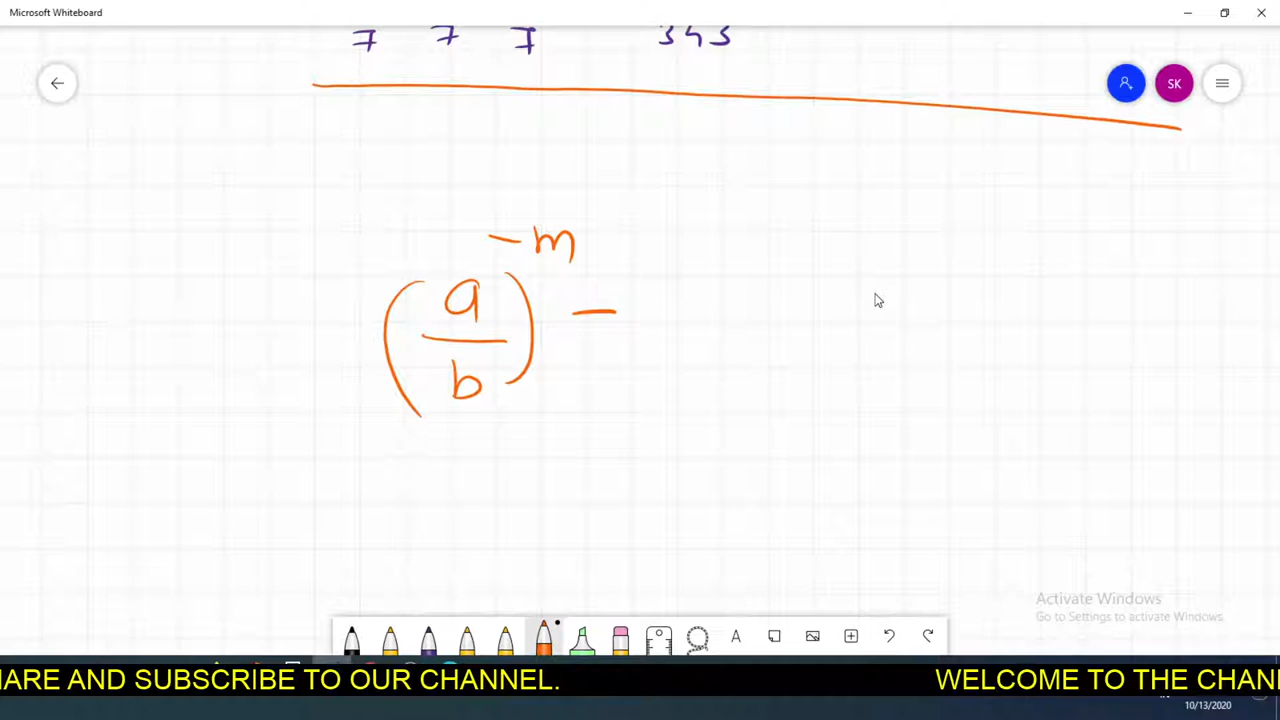 Microsoft Whiteboard
7 7 7 343
SK
(a/b)^-m -
Activate Windows
Go to Settings to activate Windows.
A
HARE AND SUBSCRIBE TO OUR CHANNEL. WELCOME TO THE CHAN
10/13/2020